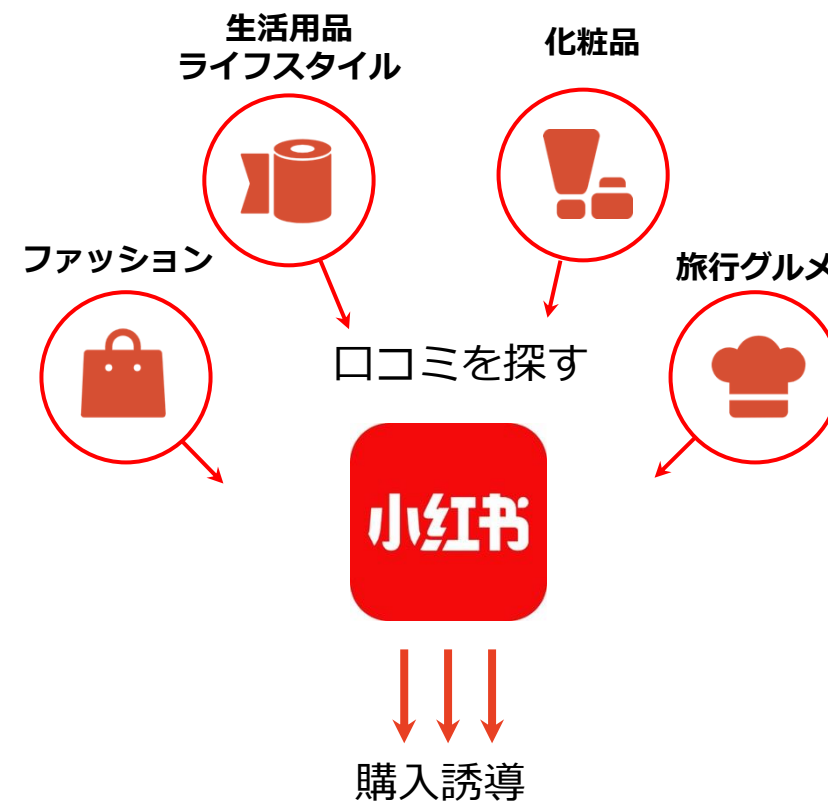 生活用品
ライフスタイル
化粧品
ファッション
旅行グルメ
口コミを探す
小红书
購入誘導